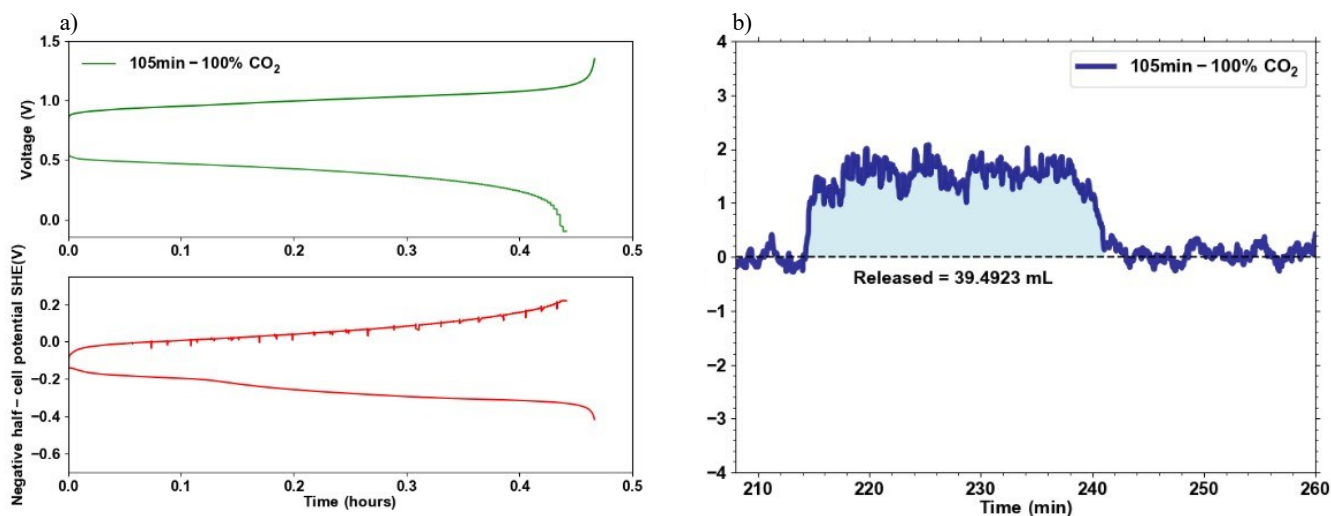 a)
1.5
1.0
0.5
0.0
Voltage (V)
105min – 100% CO₂
0.0 0.1 0.2 0.3 0.4 0.5
0.2
0.0
−0.2
−0.4
−0.6
Negative half – cell potential SHE(V)
0.0 0.1 0.2 0.3 0.4 0.5
Time (hours)
b)
4
3
2
1
0
−1
−2
−3
−4
105min – 100% CO₂
Released = 39.4923 mL
210 220 230 240 250 260
Time (min)